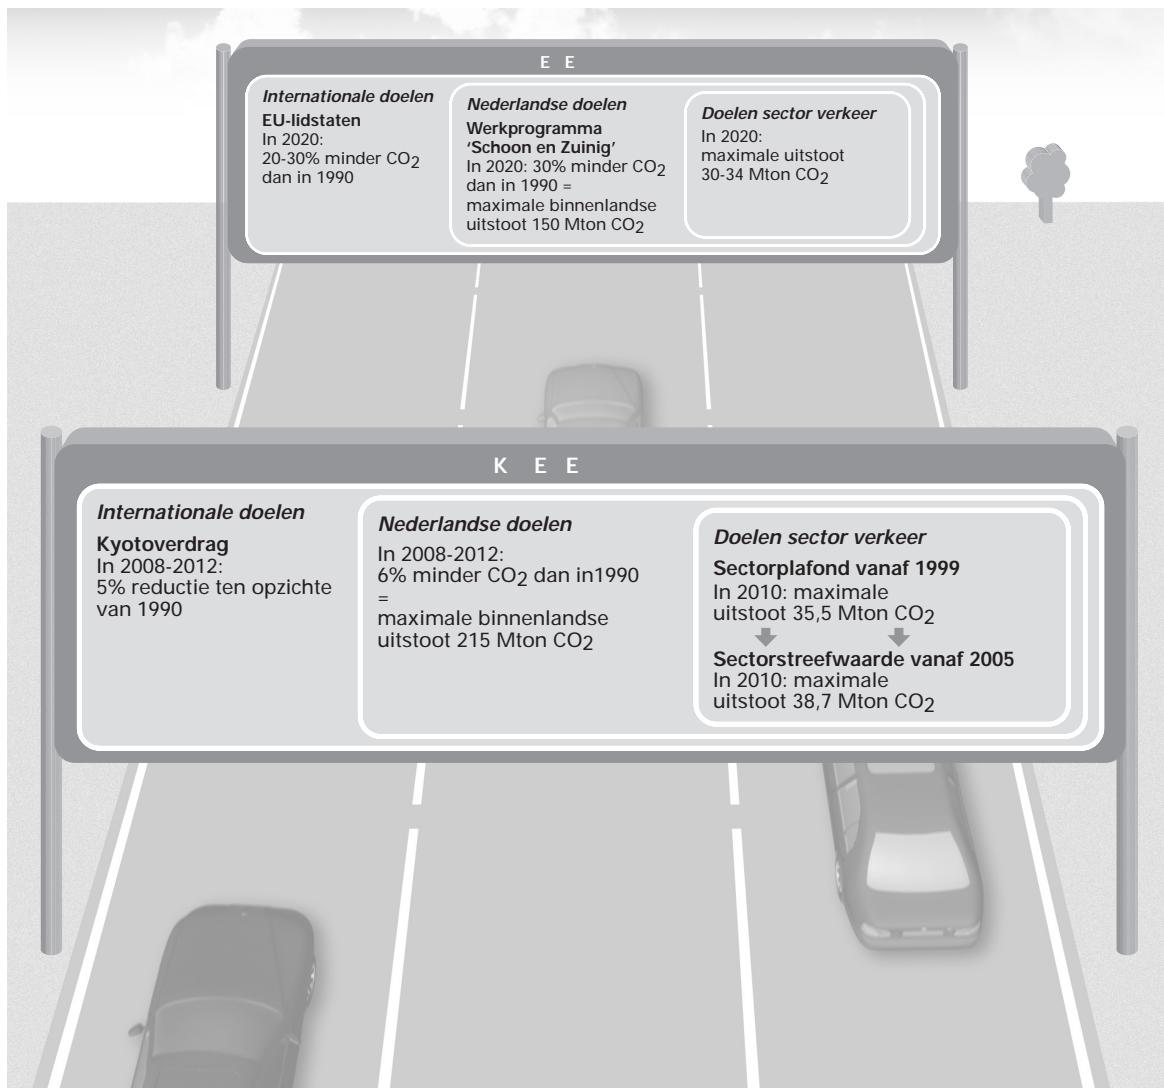 E E
Internationale doelen
EU-lidstaten
In 2020:
20-30% minder CO2
dan in 1990
Nederlandse doelen
Werkprogramma
‘Schoon en Zuinig’
In 2020: 30% minder CO2
dan in 1990 =
maximale binnenlandse
uitstoot 150 Mton CO2
Doelen sector verkeer
In 2020:
maximale uitstoot
30-34 Mton CO2
K E E
Internationale doelen
Kyotoverdrag
In 2008-2012:
5% reductie ten opzichte
van 1990
Nederlandse doelen
In 2008-2012:
6% minder CO2 dan in1990
=
maximale binnenlandse
uitstoot 215 Mton CO2
Doelen sector verkeer
Sectorplafond vanaf 1999
In 2010: maximale
uitstoot 35,5 Mton CO2
Sectorstreefwaarde vanaf 2005
In 2010: maximale
uitstoot 38,7 Mton CO2